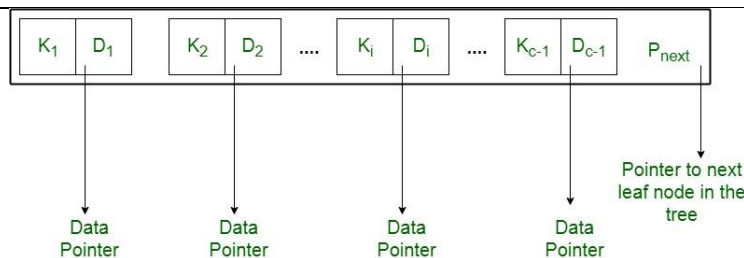 K1 D1 K2 D2 .... Ki Di .... Kc-1 Dc-1 Pnext
Pointer to next
leaf node in the
tree
Data
Pointer
Data
Pointer
Data
Pointer
Data
Pointer